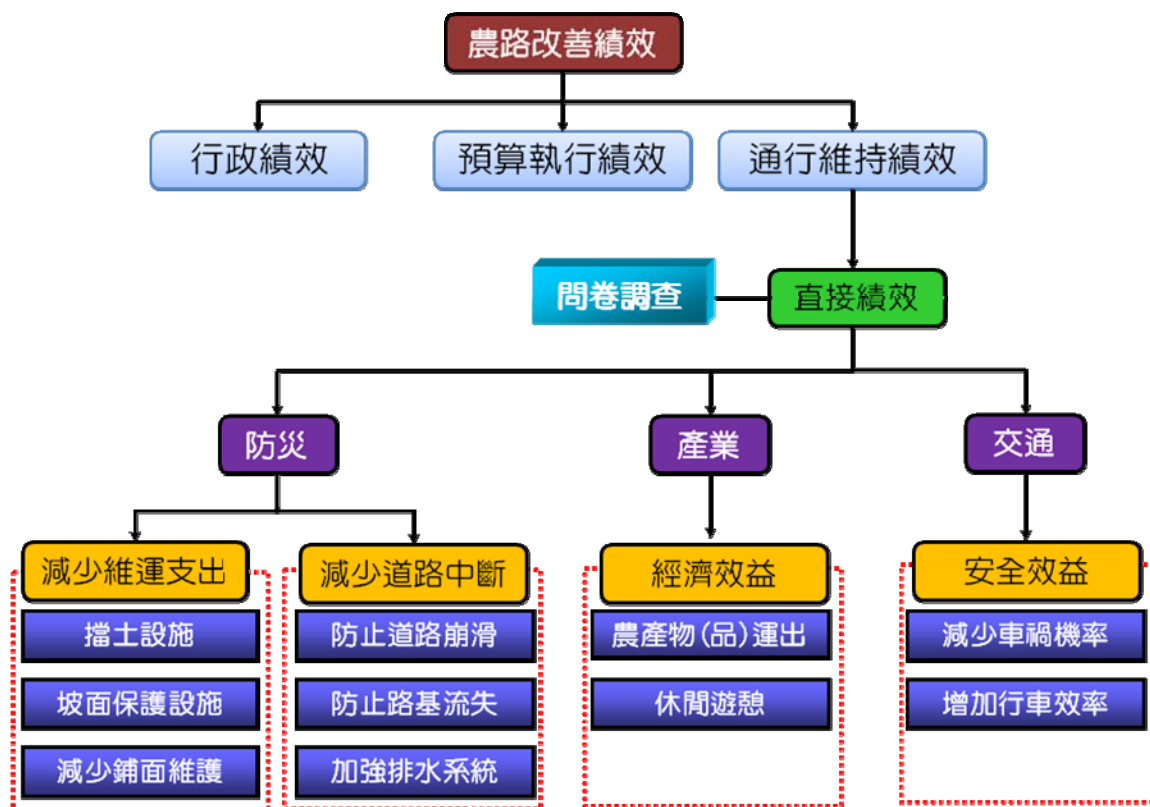 農路改善績效
行政績效
預算執行績效
通行維持績效
問卷調查
直接績效
防災
產業
交通
減少維運支出
減少道路中斷
經濟效益
安全效益
擋土設施
防止道路崩滑
農產物(品)運出
減少車禍機率
坡面保護設施
防止路基流失
休閒遊憩
增加行車效率
減少鋪面維護
加強排水系統